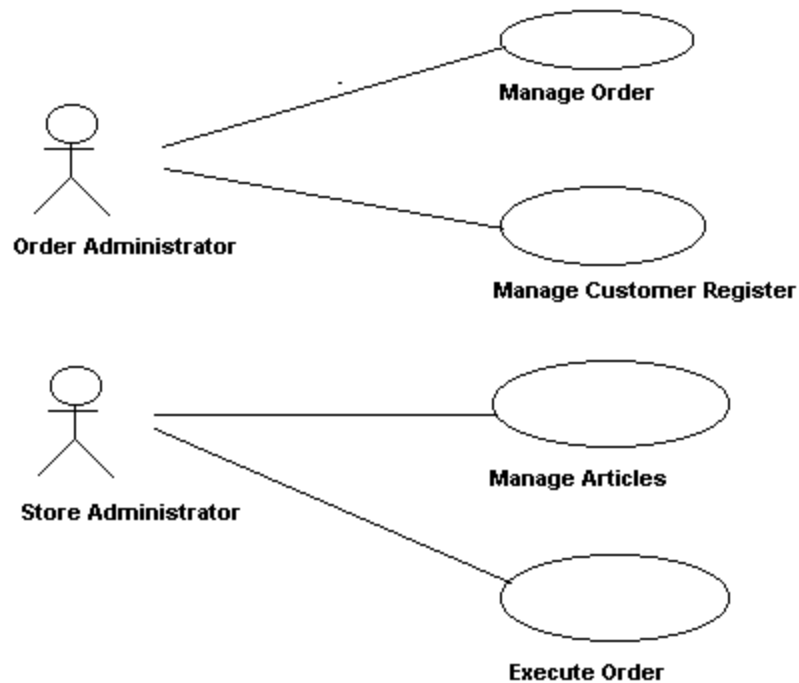 Manage Order
Order Administrator
Manage Customer Register
Manage Articles
Store Administrator
Execute Order